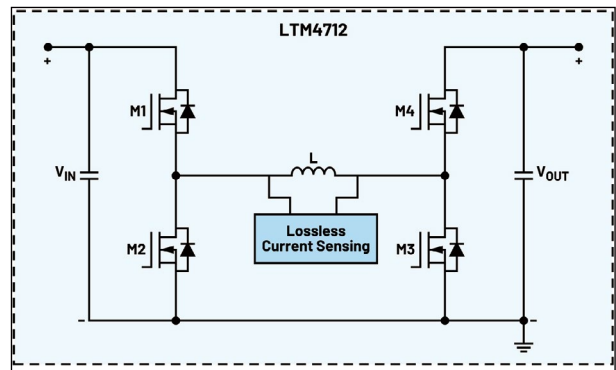 LTM4712
+
+
M1
M4
L
VIN
VOUT
Lossless
Current Sensing
M2
M3
-
-